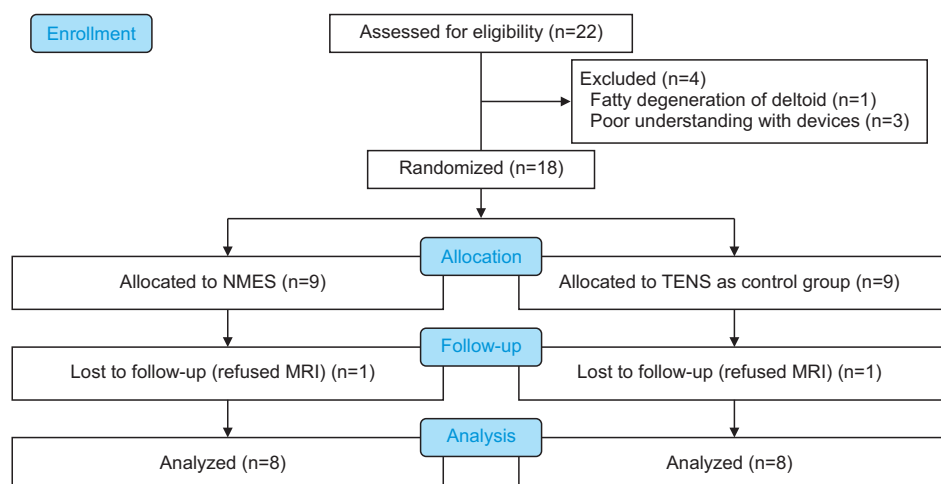 Enrollment
Assessed for eligibility (n=22)
Excluded (n=4)
Fatty degeneration of deltoid (n=1)
Poor understanding with devices (n=3)
Randomized (n=18)
Allocation
Allocated to NMES (n=9)
Allocated to TENS as control group (n=9)
Follow-up
Lost to follow-up (refused MRI) (n=1)
Lost to follow-up (refused MRI) (n=1)
Analysis
Analyzed (n=8)
Analyzed (n=8)